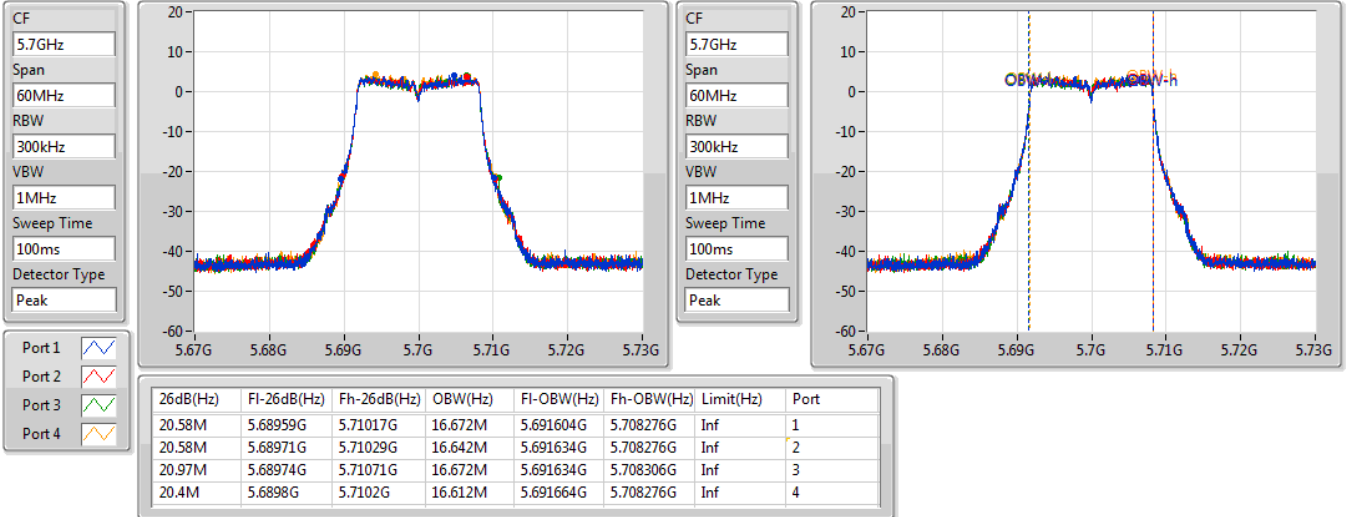 CF
5.7GHz
Span
60MHz
RBW
300kHz
VBW
1MHz
Sweep Time
100ms
Detector Type
Peak
20
10
0
-10
-20
-30
-40
-50
-60
5.67G 5.68G 5.69G 5.7G 5.71G 5.72G 5.73G
CF
5.7GHz
Span
60MHz
RBW
300kHz
VBW
1MHz
Sweep Time
100ms
Detector Type
Peak
20
10
0
-10
-20
-30
-40
-50
-60
OBW-h
5.67G 5.68G 5.69G 5.7G 5.71G 5.72G 5.73G
Port 1
Port 2
Port 3
Port 4
26dB(Hz) Fl-26dB(Hz) Fh-26dB(Hz) OBW(Hz) Fl-OBW(Hz) Fh-OBW(Hz) Limit(Hz) Port
20.58M 5.68959G 5.71017G 16.672M 5.691604G 5.708276G Inf 1
20.58M 5.68971G 5.71029G 16.642M 5.691634G 5.708276G Inf 2
20.97M 5.68974G 5.71071G 16.672M 5.691634G 5.708306G Inf 3
20.4M 5.6898G 5.7102G 16.612M 5.691664G 5.708276G Inf 4